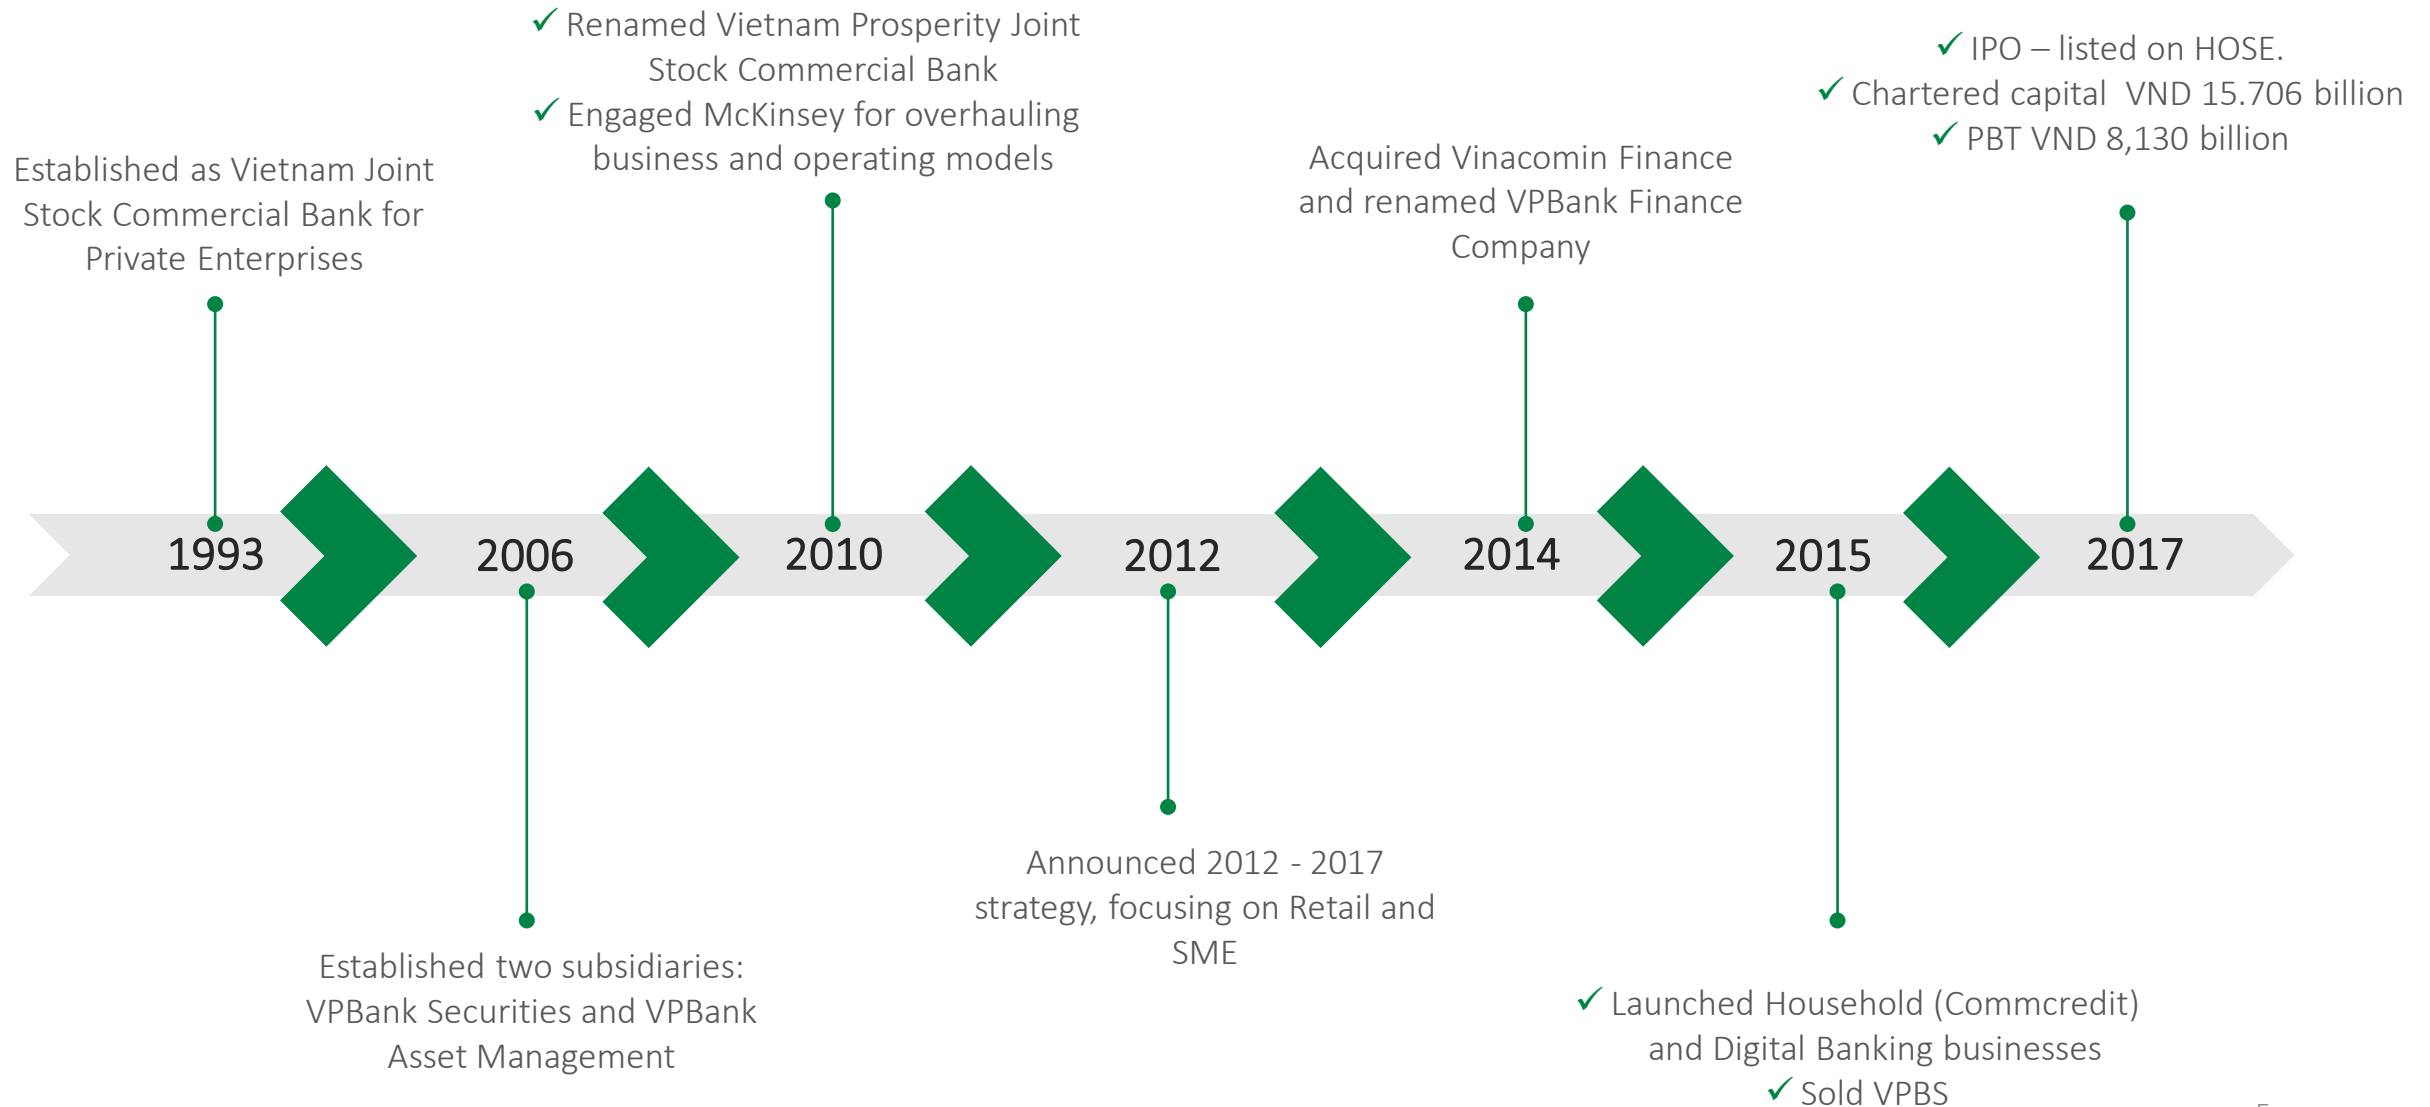 Established as Vietnam Joint
Stock Commercial Bank for
Private Enterprises
✓ Renamed Vietnam Prosperity Joint
Stock Commercial Bank
✓ Engaged McKinsey for overhauling
business and operating models
Acquired Vinacomin Finance
and renamed VPBank Finance
Company
✓ IPO – listed on HOSE.
✓ Chartered capital VND 15.706 billion
✓ PBT VND 8,130 billion
1993
2006
2010
2012
2014
2015
2017
Established two subsidiaries:
VPBank Securities and VPBank
Asset Management
Announced 2012 - 2017
strategy, focusing on Retail and
SME
✓ Launched Household (Commcredit)
and Digital Banking businesses
✓ Sold VPBS